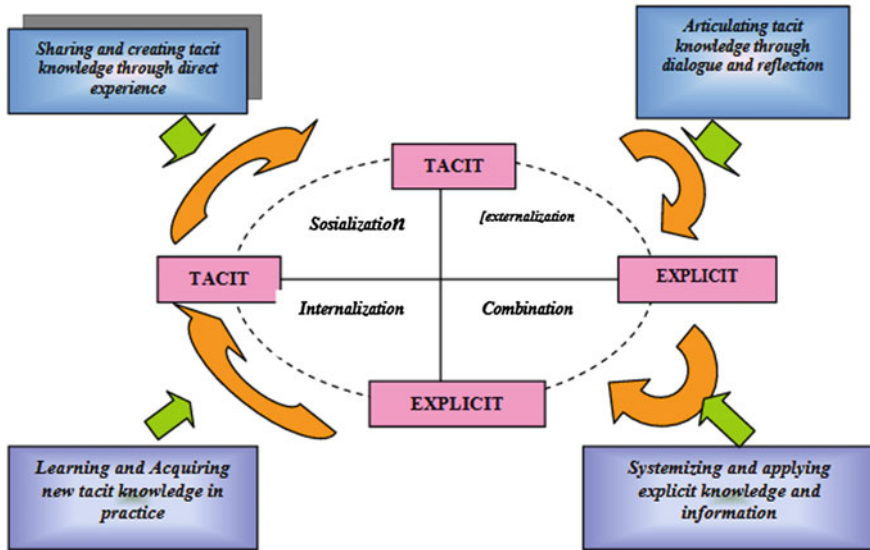 Sharing and creating tacit
knowledge through direct
experience
Articulating tacit
knowledge through
dialogue and reflection
TACIT
Sosialization
[externalization
TACIT
EXPLICIT
Internalization
Combination
EXPLICIT
Learning and Acquiring
new tacit knowledge in
practice
Systemizing and applying
explicit knowledge and
information